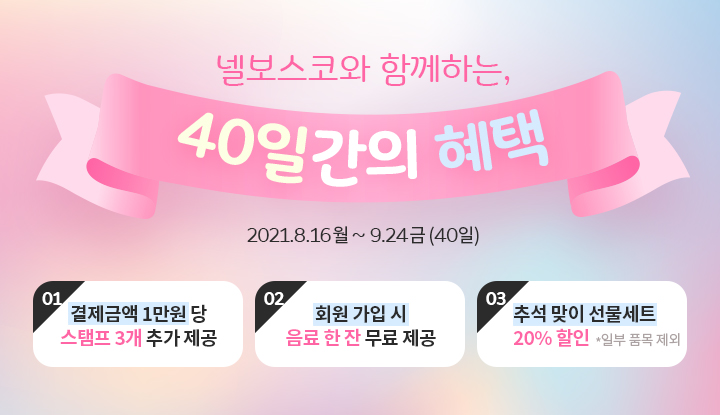 넬보스코와 함께하는,
40일간의 혜택
2021.8.16월 ~ 9.24금 (40일)
01
결제금액 1만원 당
스탬프 3개 추가 제공
02
회원 가입 시
음료 한 잔 무료 제공
03
추석 맞이 선물세트
20% 할인 *일부 품목 제외